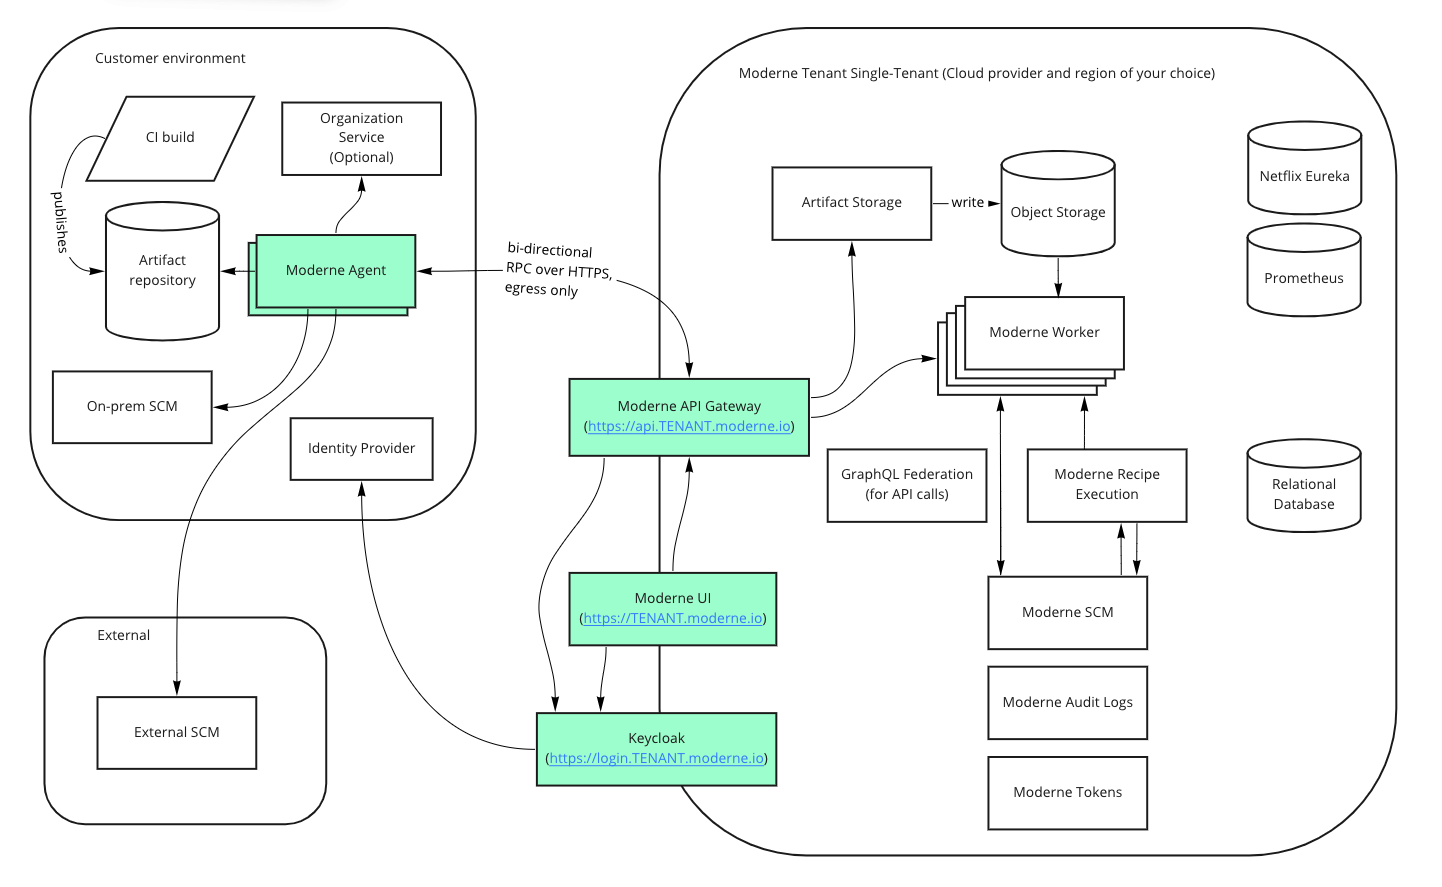 Customer environment
CI build
publishes
Organization
Service
(Optional)
Artifact
repository
Moderne Agent
On-prem SCM
Identity Provider
bi-directional
RPC over HTTPS,
egress only
External
External SCM
Moderne Tenant Single-Tenant (Cloud provider and region of your choice)
Artifact Storage
write
Object Storage
Netflix Eureka
Prometheus
Moderne Worker
Moderne API Gateway
(https://api.TENANT.moderne.io)
GraphQL Federation
(for API calls)
Moderne Recipe
Execution
Relational
Database
Moderne UI
(https://TENANT.moderne.io)
Moderne SCM
Moderne Audit Logs
Keycloak
(https://login.TENANT.moderne.io)
Moderne Tokens